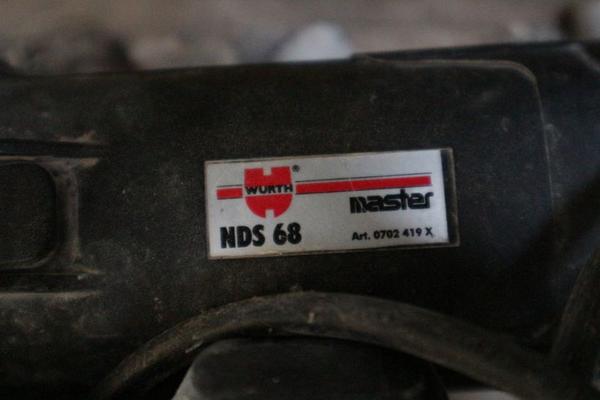 WÜRTH®
master
NDS 68
Art. 0702 419 X